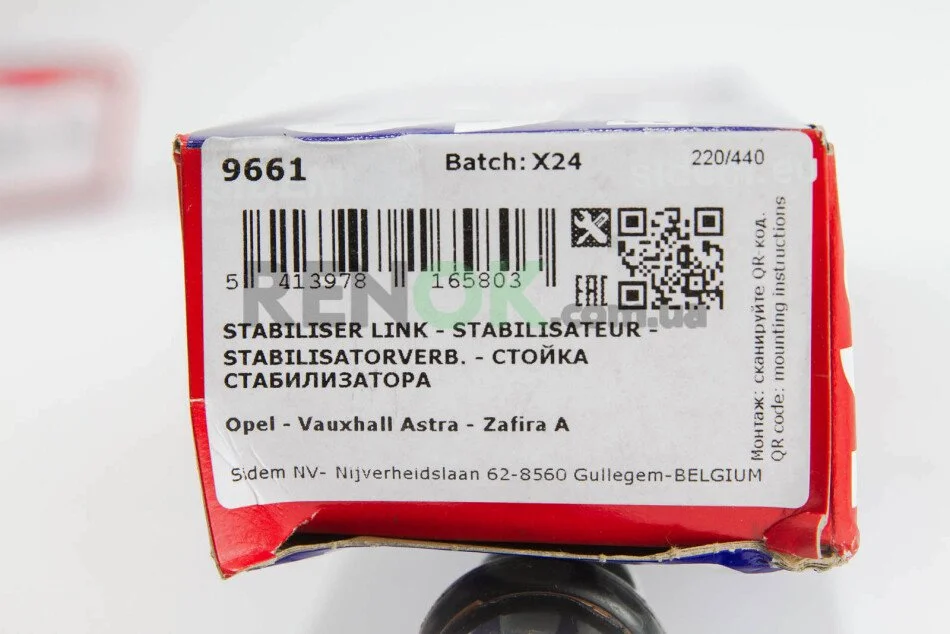 9661 Batch: X24 220/440
5 413978 165803
EAC
RENOK.com.ua
STABILISER LINK - STABILISATEUR -
STABILISATORVERB. - СТОЙКА
СТАБИЛИЗАТОРА
Opel - Vauxhall Astra - Zafira A
Sidem NV- Nijverheidslaan 62-8560 Gullegem-BELGIUM
Монтаж: сканируйте QR-код.
QR code: mounting instructions